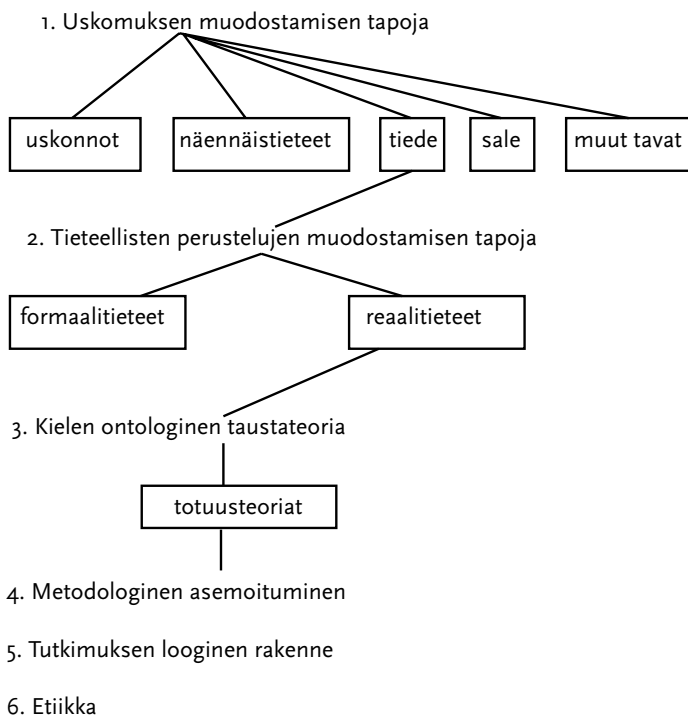 1. Uskomuksen muodostamisen tapoja
uskonnot näennäistieteet tiede sale muut tavat
2. Tieteellisten perustelujen muodostamisen tapoja
formaalitieteet reaalitieteet
3. Kielen ontologinen taustateoria
totuusteoriat
4. Metodologinen asemoituminen
5. Tutkimuksen looginen rakenne
6. Etiikka